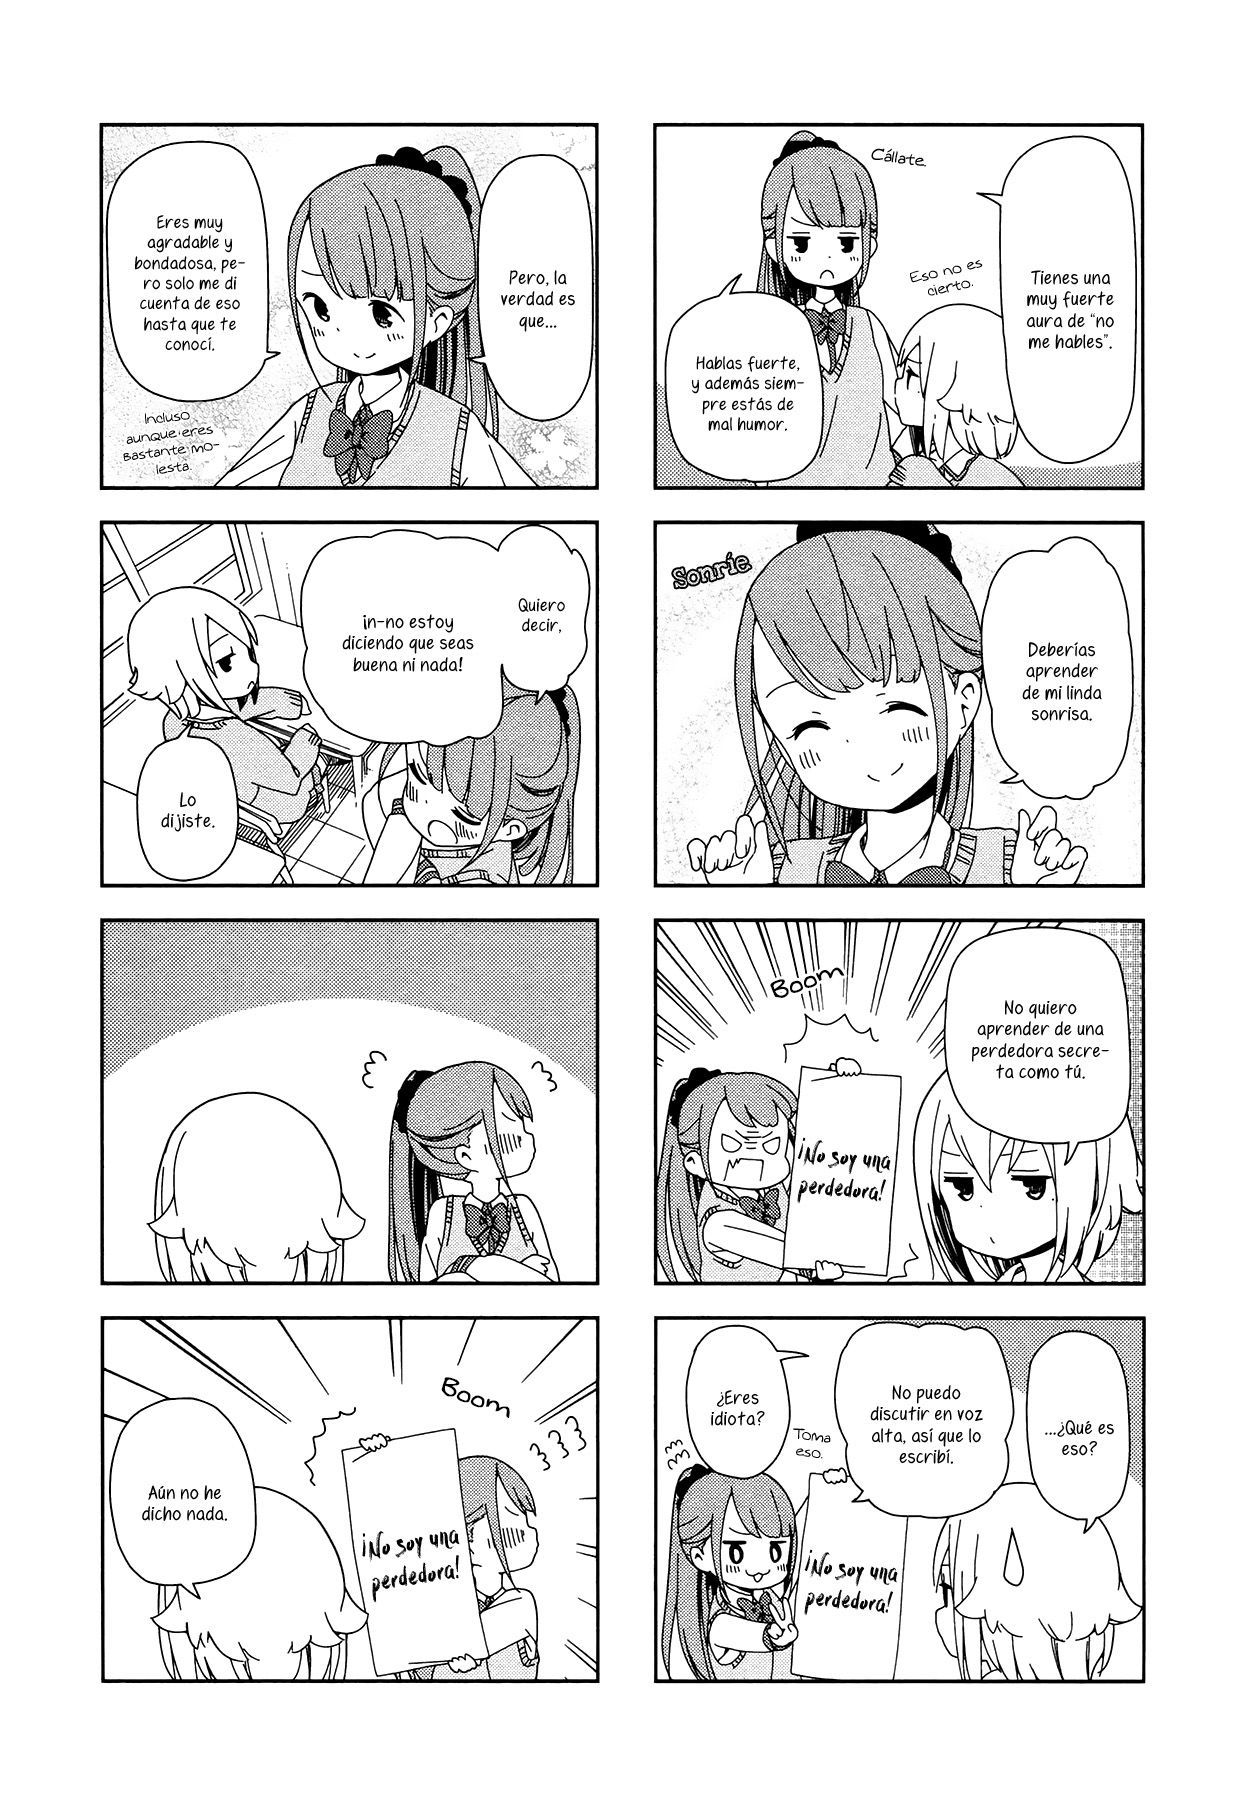 Tienes una
muy fuerte
aura de "no
me hables".
Cállate.
Eso no es
cierto.
Hablas fuerte,
y además siem-
pre estás de
mal humor.
Deberías
aprender
de mi linda
sonrisa.
Sonríe
No quiero
aprender de una
perdedora secre-
ta como tú.
Boom
¡No soy una
perdedora!
...¿Qué es
eso?
No puedo
discutir en voz
alta, así que lo
escribí.
Toma
eso.
¿Eres
idiota?
¡No soy una
perdedora!
Pero, la
verdad es
que...
Eres muy
agradable y
bondadosa, pe-
ro solo me di
cuenta de eso
hasta que te
conocí.
Incluso
aunque eres
bastante mo-
lesta.
Quiero
decir,
¡n-no estoy
diciendo que seas
buena ni nada!
Lo
dijiste.
Boom
¡No soy una
perdedora!
Aún no he
dicho nada.